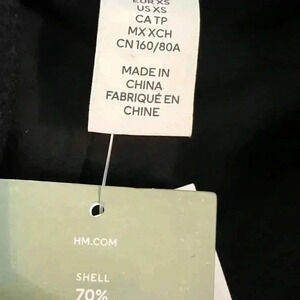 EUR XS
US XS
CA TP
MX XCH
CN 160/80A
MADE IN
CHINA
FABRIQUÉ EN
CHINE
HM.COM
SHELL
70%